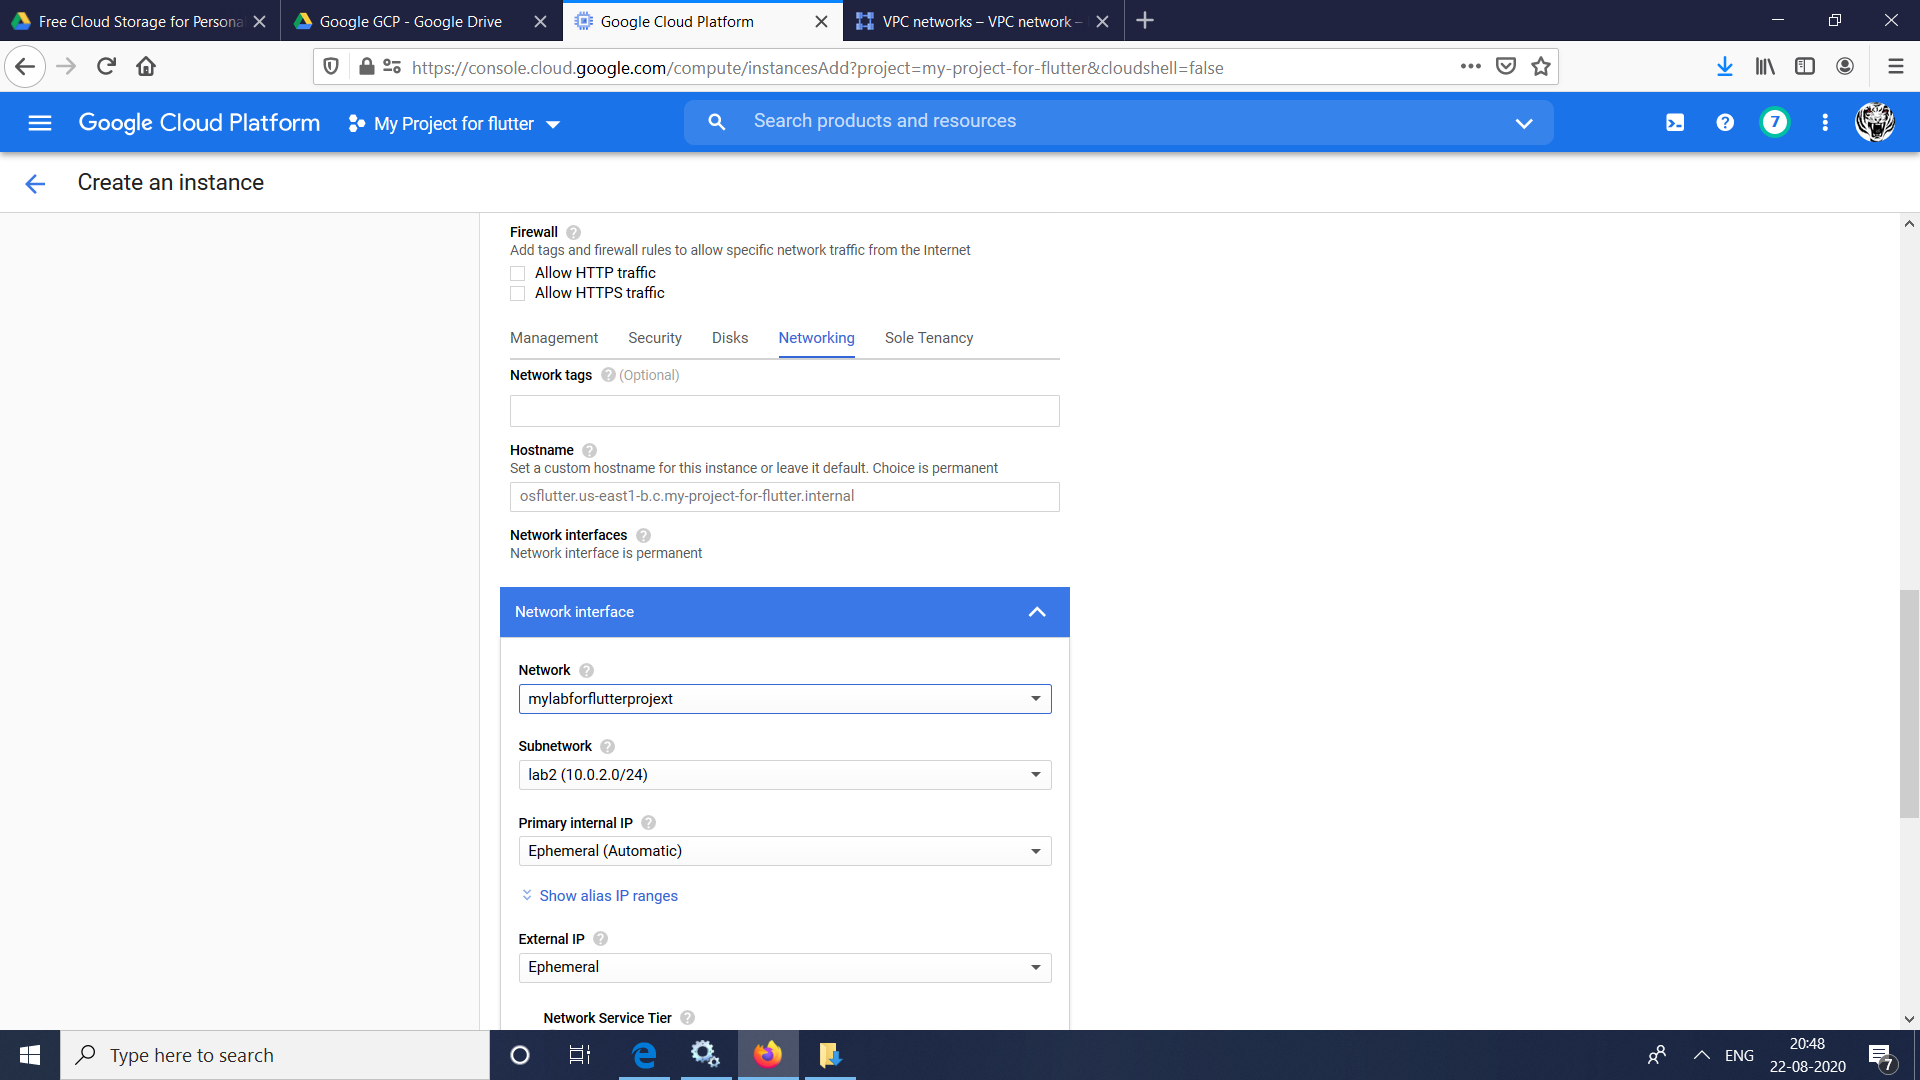 Free Cloud Storage for Persona
Google GCP - Google Drive
Google Cloud Platform
VPC networks – VPC network –
https://console.cloud.google.com/compute/instancesAdd?project=my-project-for-flutter&cloudshell=false
Google Cloud Platform
My Project for flutter
Search products and resources
7
Create an instance
Firewall
Add tags and firewall rules to allow specific network traffic from the Internet
Allow HTTP traffic
Allow HTTPS traffic
Management Security Disks Networking Sole Tenancy
Network tags (Optional)
Hostname
Set a custom hostname for this instance or leave it default. Choice is permanent
osflutter.us-east1-b.c.my-project-for-flutter.internal
Network interfaces
Network interface is permanent
Network interface
Network
mylabforflutterprojext
Subnetwork
lab2 (10.0.2.0/24)
Primary internal IP
Ephemeral (Automatic)
Show alias IP ranges
External IP
Ephemeral
Network Service Tier
Type here to search
ENG
20:48
22-08-2020
7